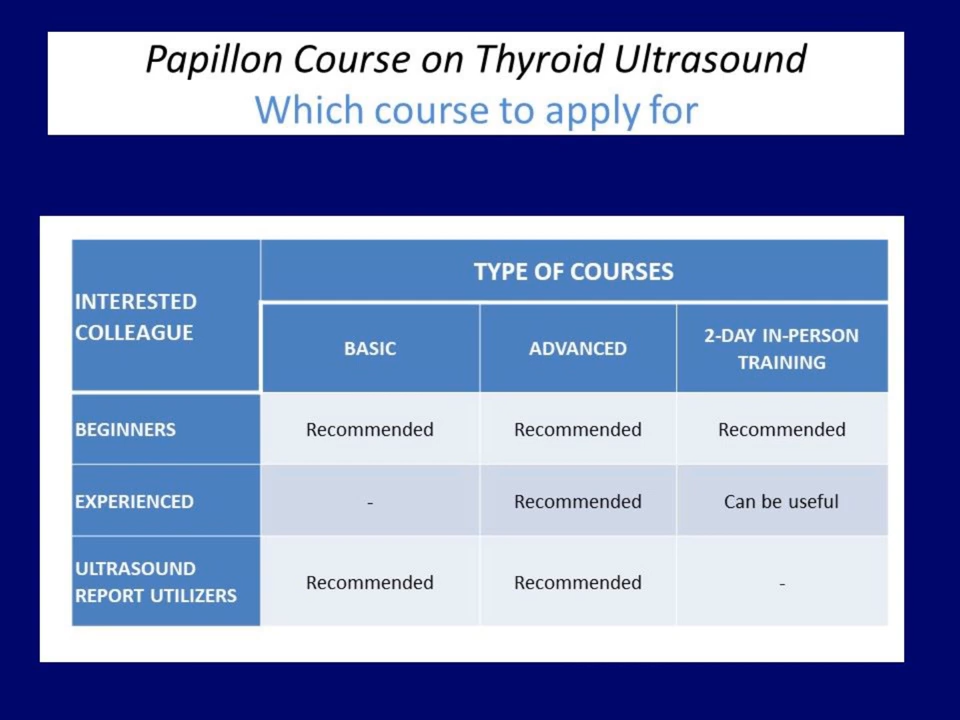 Papillon Course on Thyroid Ultrasound
Which course to apply for
INTERESTED
COLLEAGUE
TYPE OF COURSES
BASIC
ADVANCED
2-DAY IN-PERSON
TRAINING
BEGINNERS
Recommended
Recommended
Recommended
EXPERIENCED
-
Recommended
Can be useful
ULTRASOUND
REPORT UTILIZERS
Recommended
Recommended
-